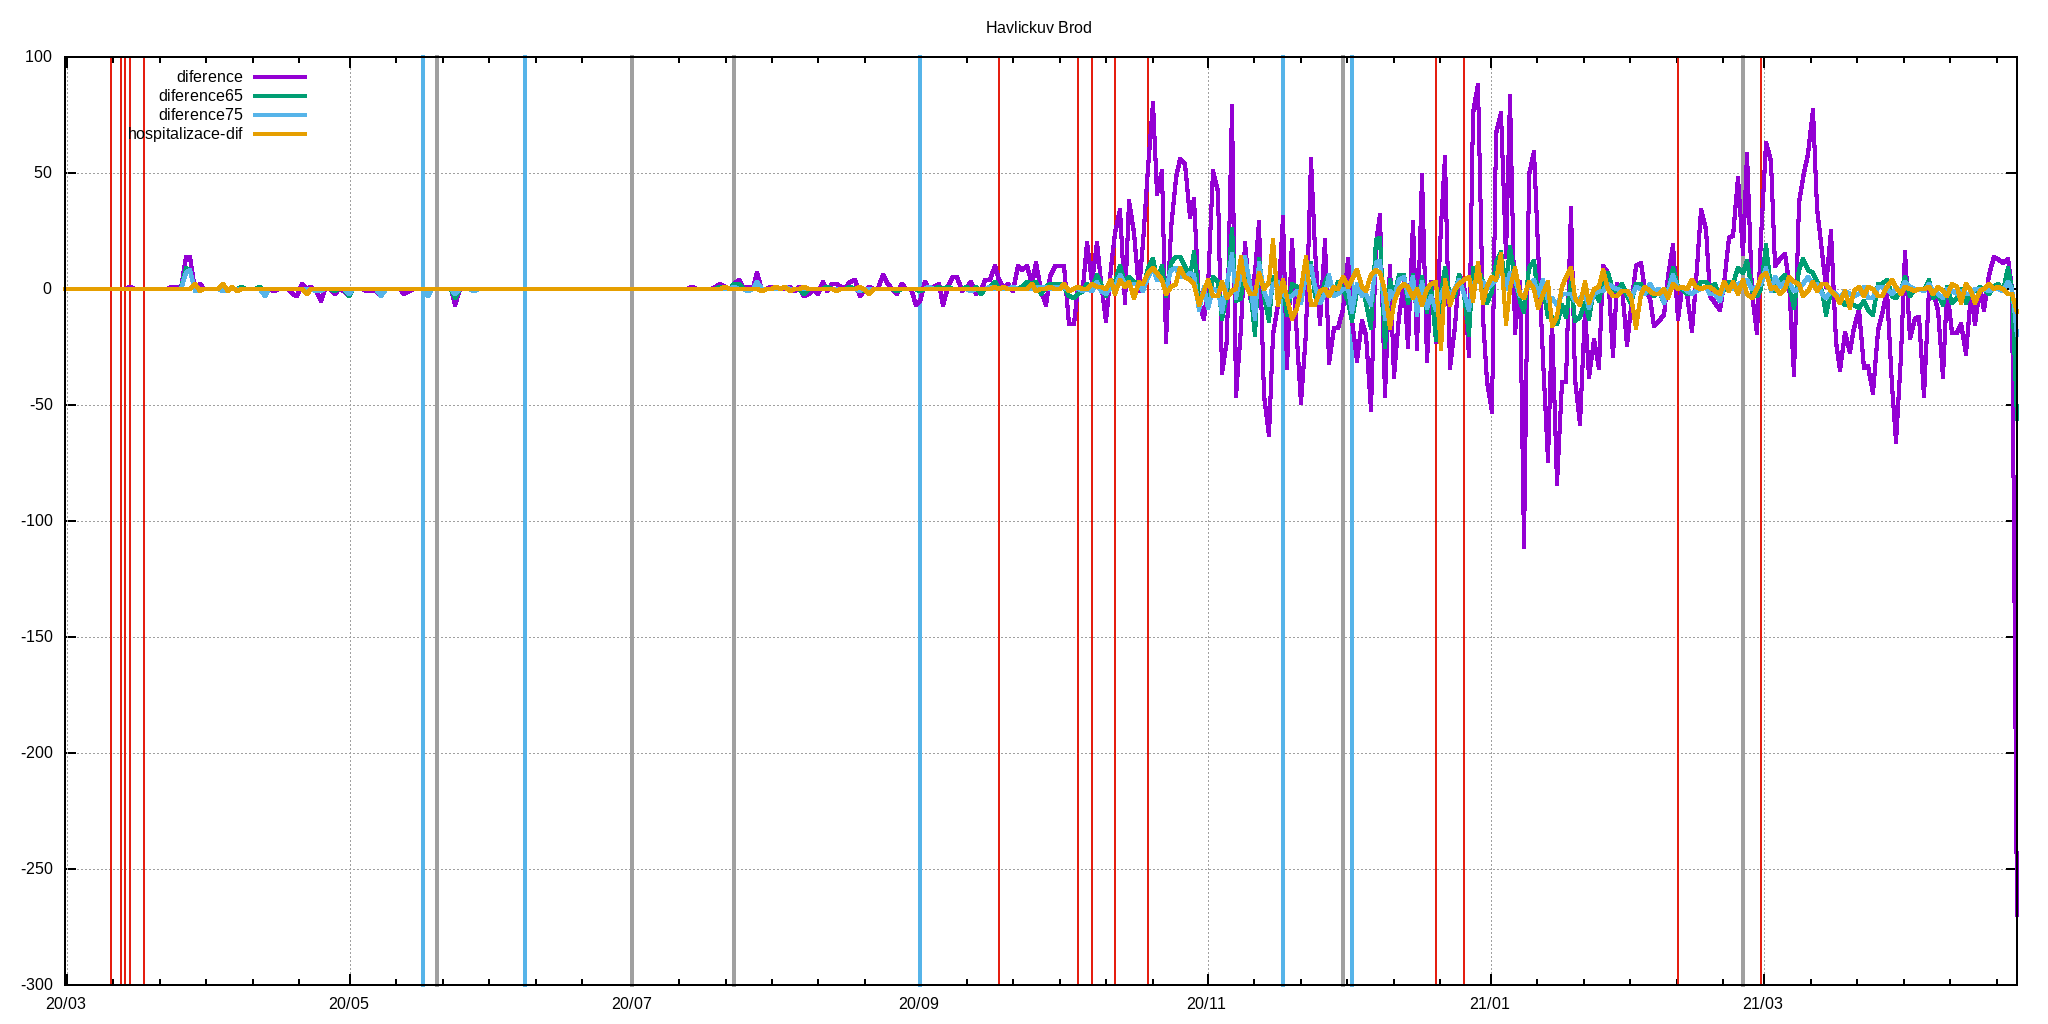 Havlickuv Brod
100
diference
diference65
diference75
hospitalizace-dif
50
0
-50
-100
-150
-200
-250
-300
20/03 20/05 20/07 20/09 20/11 21/01 21/03